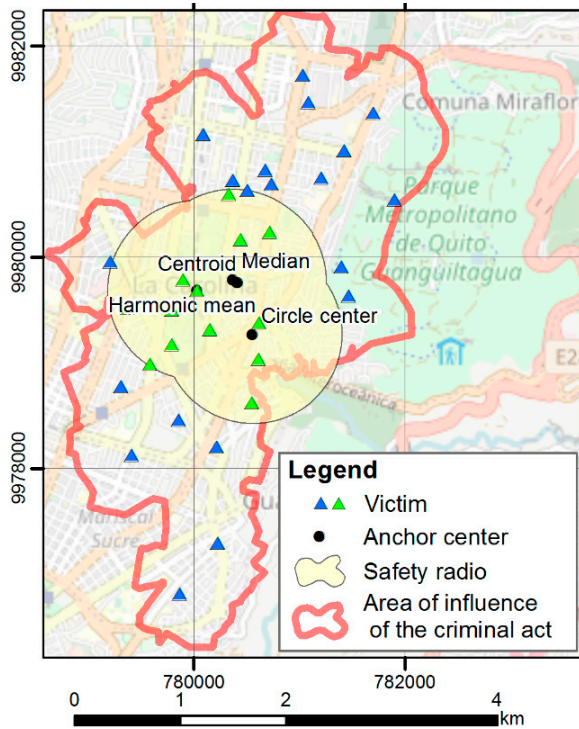 9982000
9980000
9978000
Comuna Miraflor
Parque
Metropolitano
de Quito
Guanguiltagua
Centroid
Median
La Carolina
Harmonic mean
Circle center
E2
Mariscal
Sucre
Gua
Legend
Victim
Anchor center
Safety radio
Area of influence
of the criminal act
780000
782000
0
1
2
4
km